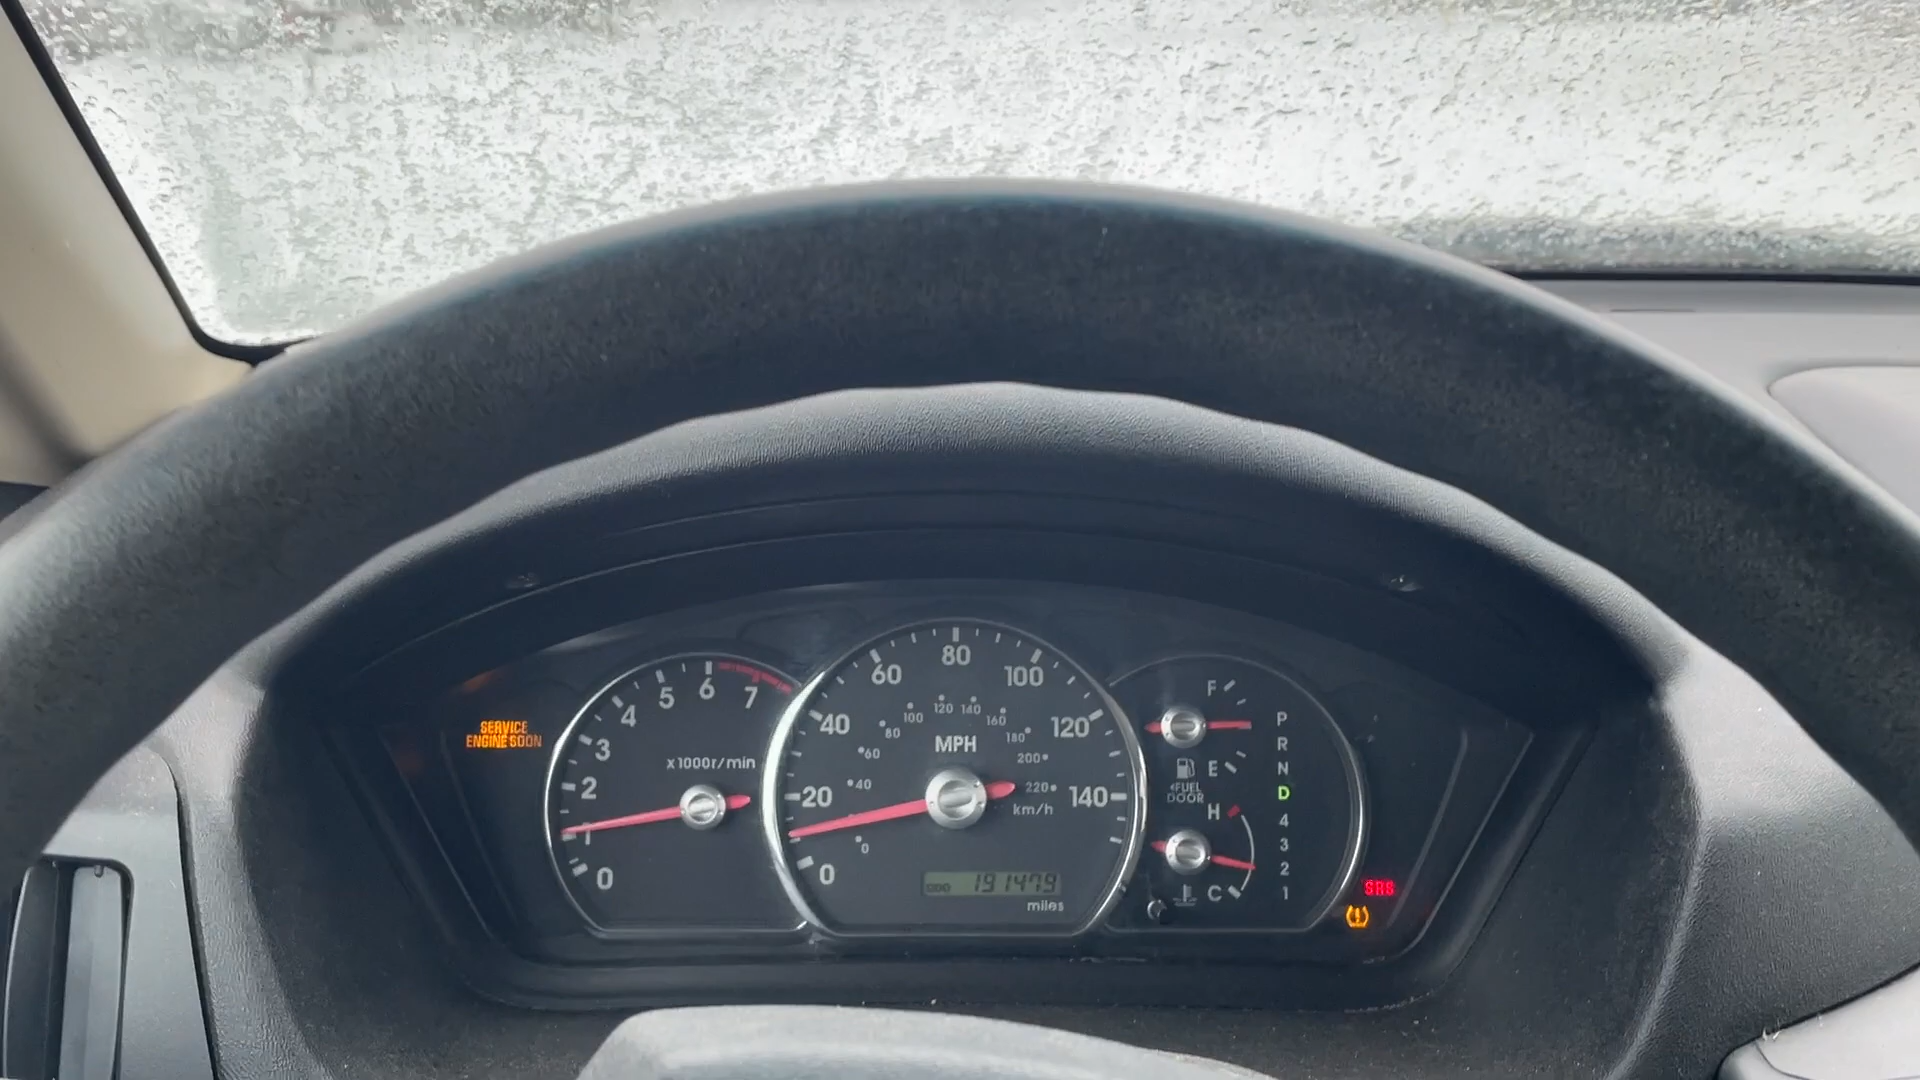 SERVICE
ENGINE SOON
0
1
2
3
4
5
6
7
x1000r/min
0
20
40
60
80
100
120
140
MPH
0
40
60
80
100
120
140
160
180
200
220
km/h
ODO 191479
miles
F
E
FUEL
DOOR
H
C
P
R
N
D
4
3
2
1
SRS